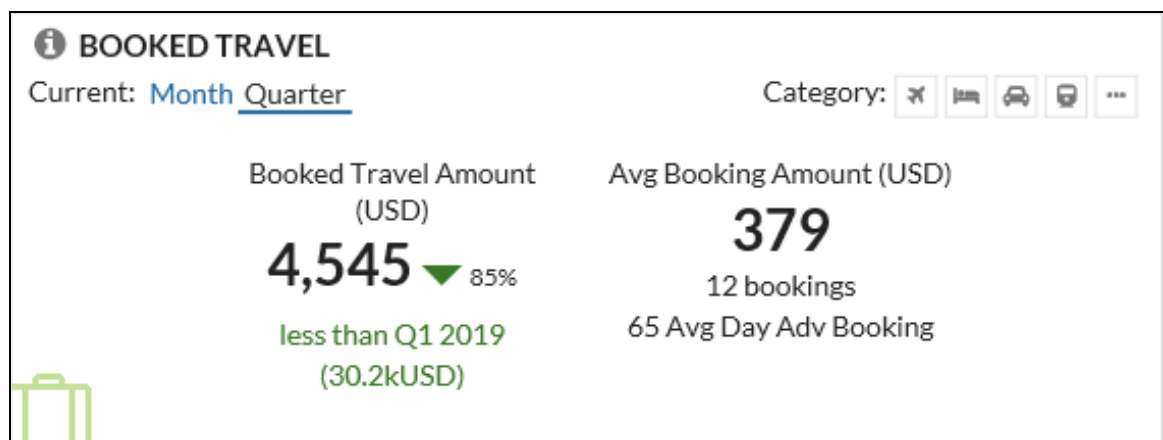 BOOKED TRAVEL
Current: Month Quarter
Category:
Booked Travel Amount
(USD)
4,545 85%
less than Q1 2019
(30.2kUSD)
Avg Booking Amount (USD)
379
12 bookings
65 Avg Day Adv Booking